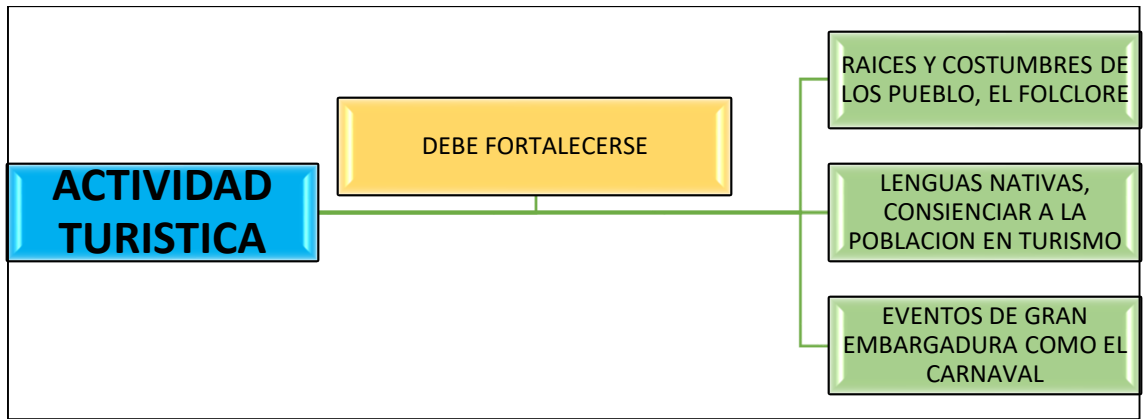 ACTIVIDAD
TURISTICA
DEBE FORTALECERSE
RAICES Y COSTUMBRES DE
LOS PUEBLO, EL FOLCLORE
LENGUAS NATIVAS,
CONSIENCIAR A LA
POBLACION EN TURISMO
EVENTOS DE GRAN
EMBARGADURA COMO EL
CARNAVAL